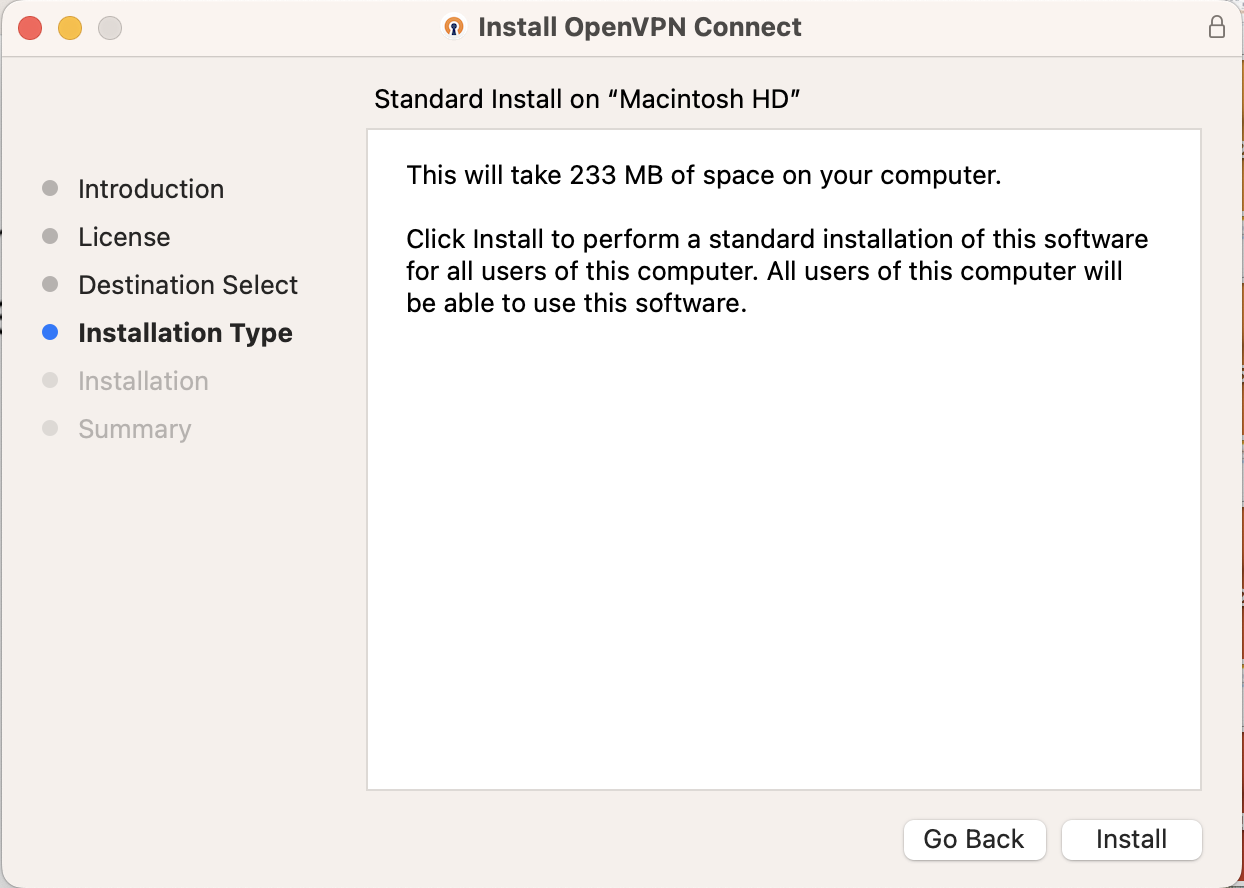 Install OpenVPN Connect
Standard Install on “Macintosh HD”
Introduction
License
Destination Select
Installation Type
Installation
Summary
This will take 233 MB of space on your computer.
Click Install to perform a standard installation of this software
for all users of this computer. All users of this computer will
be able to use this software.
Go Back
Install